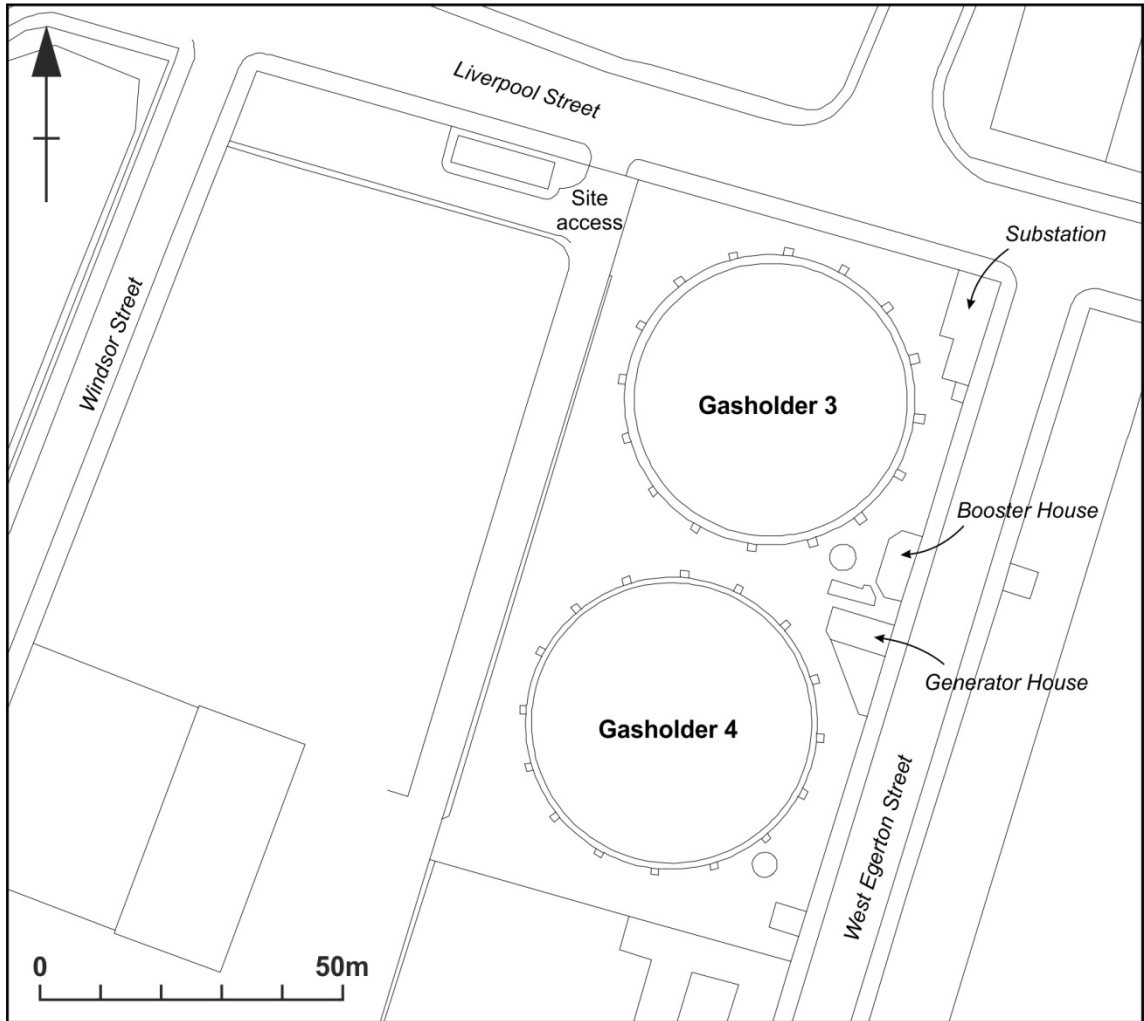 Liverpool Street
Site
access
Substation
Windsor Street
Gasholder 3
Booster House
Generator House
Gasholder 4
West Egerton Street
0
50m